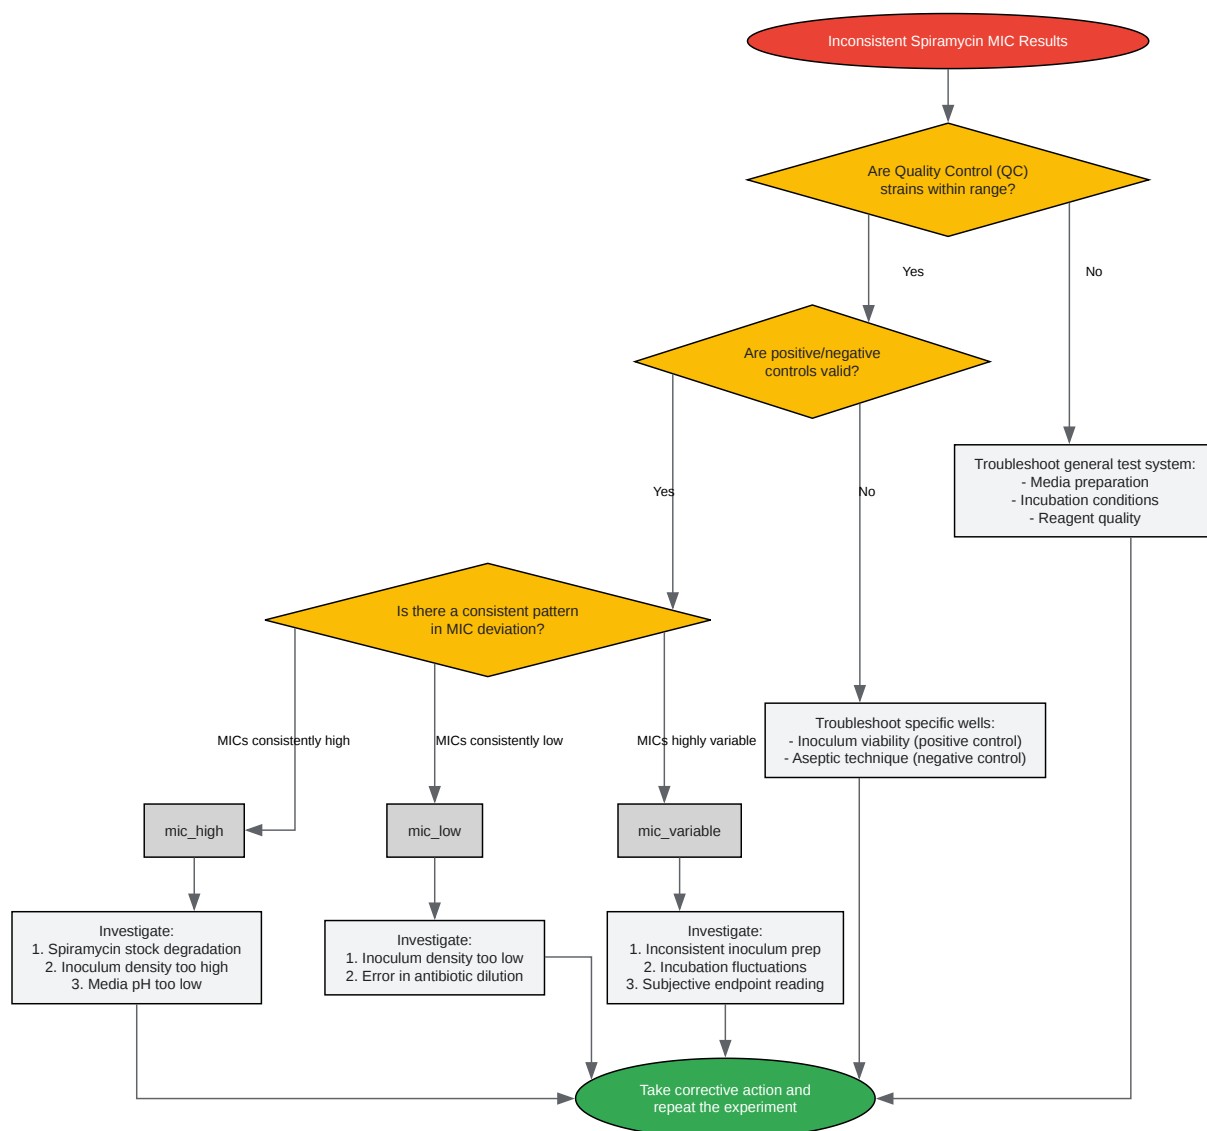 Inconsistent Spiramycin MIC Results
Are Quality Control (QC)
strains within range?
Yes
No
Are positive/negative
controls valid?
Troubleshoot general test system:
- Media preparation
- Incubation conditions
- Reagent quality
Yes
No
Is there a consistent pattern
in MIC deviation?
Troubleshoot specific wells:
- Inoculum viability (positive control)
- Aseptic technique (negative control)
MICs consistently high
MICs consistently low
MICs highly variable
mic_high
mic_low
mic_variable
Investigate:
1. Spiramycin stock degradation
2. Inoculum density too high
3. Media pH too low
Investigate:
1. Inoculum density too low
2. Error in antibiotic dilution
Investigate:
1. Inconsistent inoculum prep
2. Incubation fluctuations
3. Subjective endpoint reading
Take corrective action and
repeat the experiment